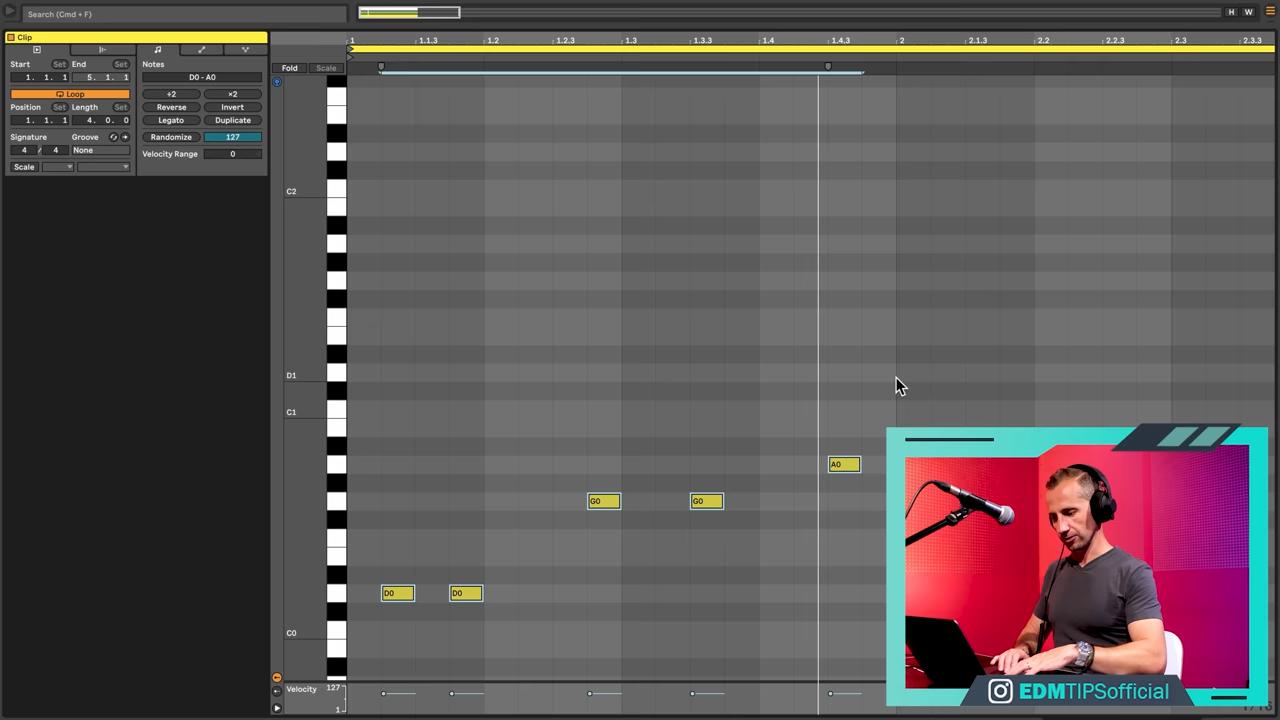 Search (Cmd + F)
H W
Clip
1 1.1.3 1.2 1.2.3 1.3 1.3.3 1.4 1.4.3 2 2.1.3 2.2 2.2.3 2.3 2.3.3
Start Set End Set
1. 1. 1 5. 1. 1
Loop
Position Set Length Set
1. 1. 1 4. 0. 0
Signature Groove
4 / 4 None
Scale
Notes
D0 - A0
÷2 ×2
Reverse Invert
Legato Duplicate
Randomize 127
Velocity Range 0
Fold Scale
C2
D1
C1
A0
G0 G0
D0 D0
C0
Velocity 127
1
EDMTIPSofficial